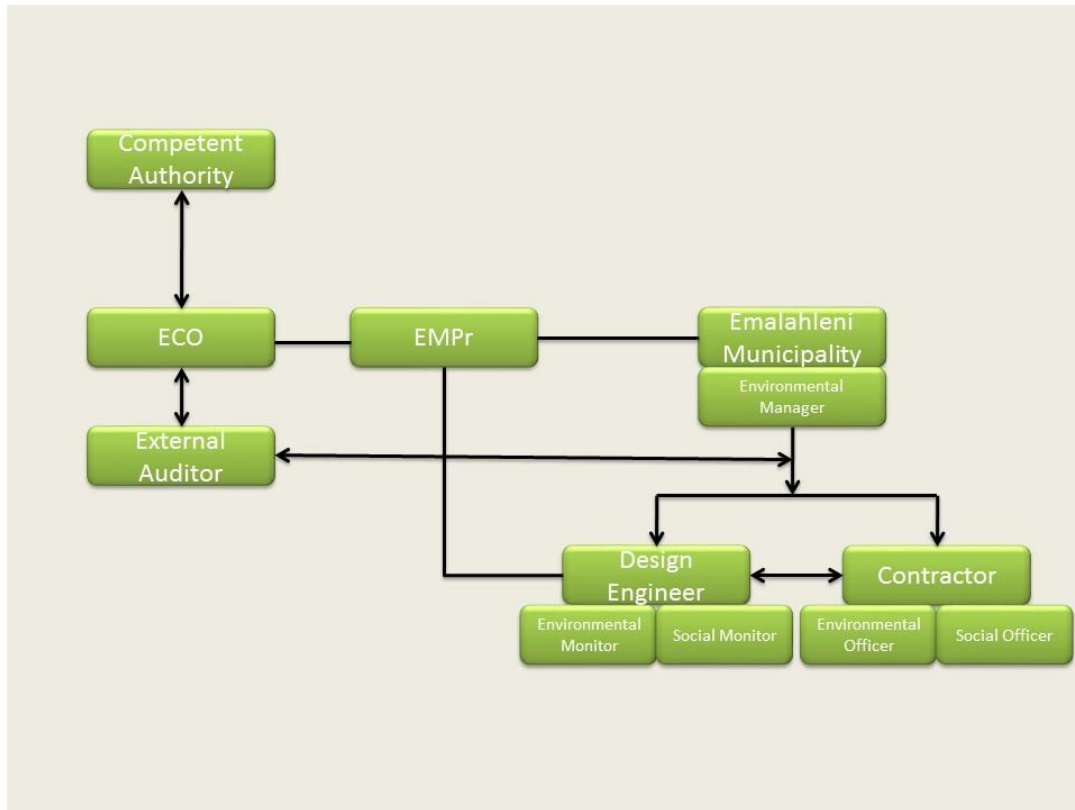 Competent
Authority
ECO
EMPr
Emalahleni
Municipality
Environmental
Manager
External
Auditor
Design
Engineer
Contractor
Environmental
Monitor
Social Monitor
Environmental
Officer
Social Officer